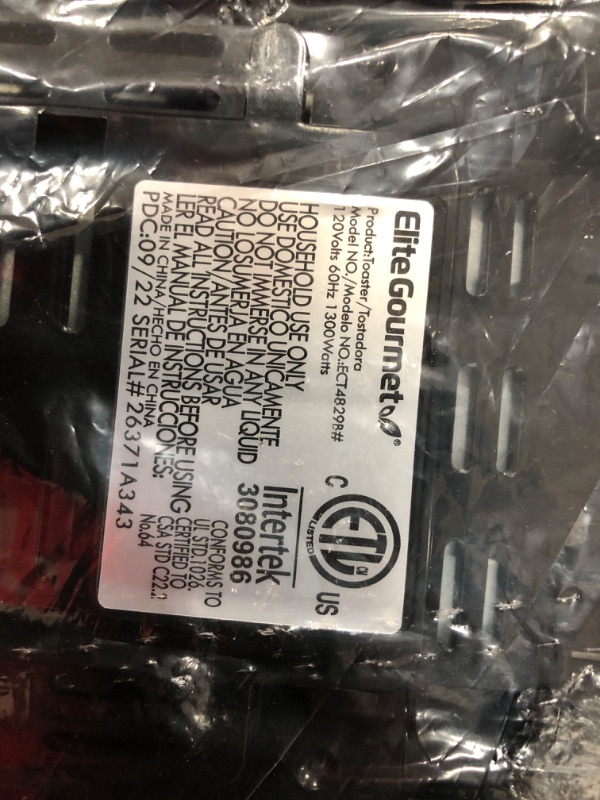 Elite Gourmet®
Product:Toaster/Tostadora
Model NO./Modelo NO.:ECT4829B#
120Volts 60Hz 1300Watts
HOUSEHOLD USE ONLY
USE DOMESTICO UNICAMENTE
DO NOT IMMERSE IN ANY LIQUID
NO LOSUMERJA EN AGUA
CAUTION/ANTES DE USAR
READ ALL INSTRUCTIONS BEFORE USING
LER EL MANUAL DE INSTRUCCIONES:
MADE IN CHINA/HECHO EN CHINA
PDC:09/22 SERIAL# 26371A343
C ETL CM US
LISTED
Intertek
3080986
CONFORMS TO
UL STD.1026.
CERTIFIED TO
CSA STD C22.2
No.64